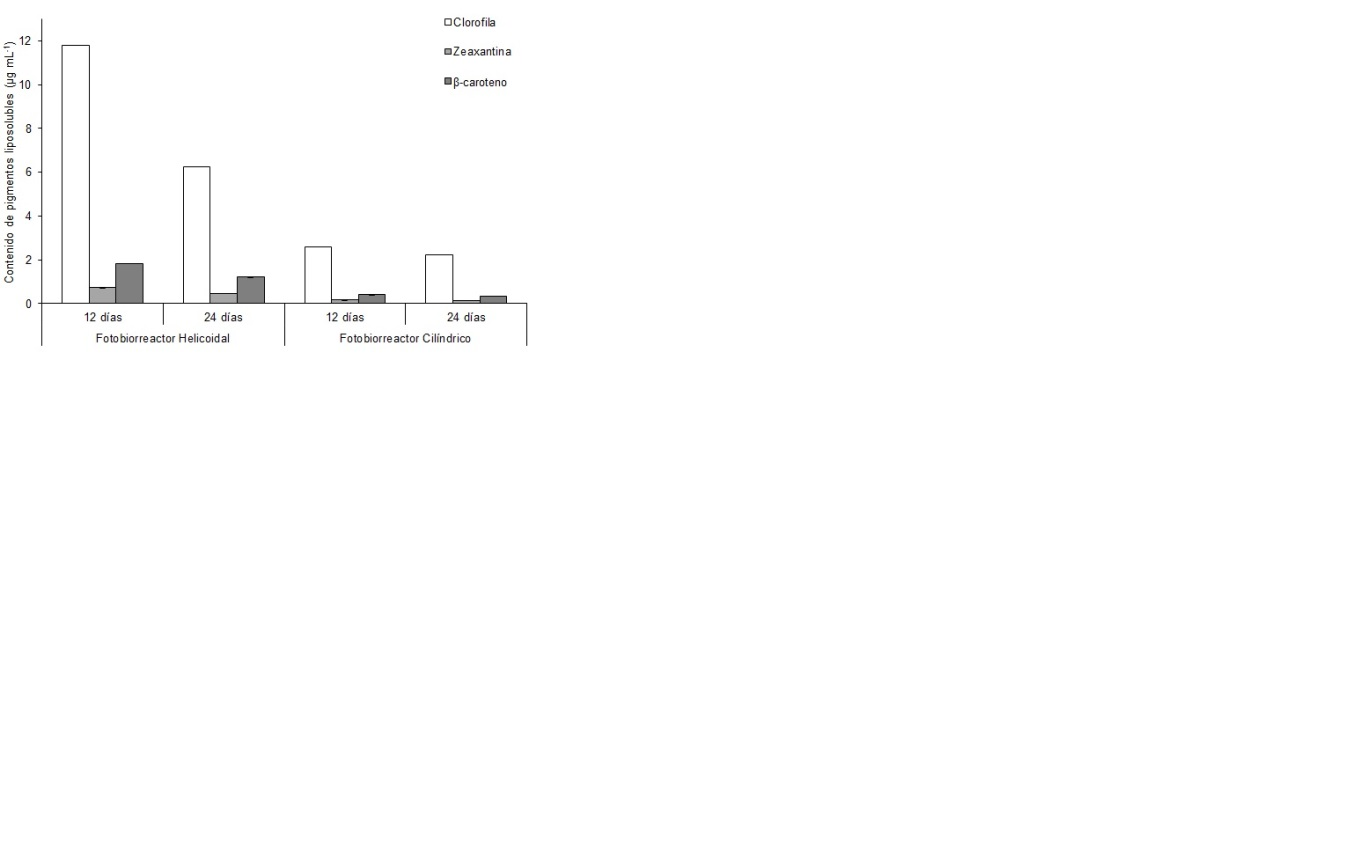 Contenido de pigmentos liposolubles (µg mL-1)
12
10
8
6
4
2
0
Clorofila
Zeaxantina
β-caroteno
12 días
24 días
12 días
24 días
Fotobiorreactor Helicoidal
Fotobiorreactor Cilíndrico